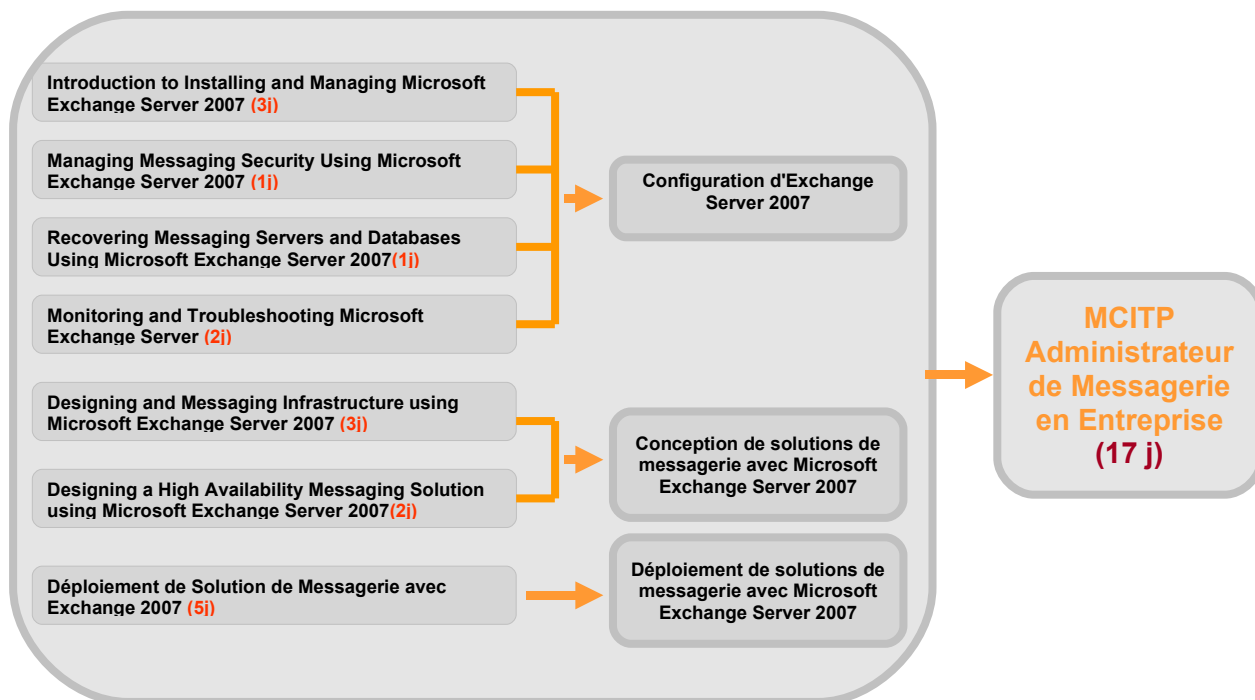 Introduction to Installing and Managing Microsoft
Exchange Server 2007 (3j)
Managing Messaging Security Using Microsoft
Exchange Server 2007 (1j)
Recovering Messaging Servers and Databases
Using Microsoft Exchange Server 2007(1j)
Monitoring and Troubleshooting Microsoft
Exchange Server (2j)
Configuration d'Exchange
Server 2007
Designing and Messaging Infrastructure using
Microsoft Exchange Server 2007 (3j)
Designing a High Availability Messaging Solution
using Microsoft Exchange Server 2007(2j)
Conception de solutions de
messagerie avec Microsoft
Exchange Server 2007
Déploiement de Solution de Messagerie avec
Exchange 2007 (5j)
Déploiement de solutions de
messagerie avec Microsoft
Exchange Server 2007
MCITP
Administrateur
de Messagerie
en Entreprise
(17 j)